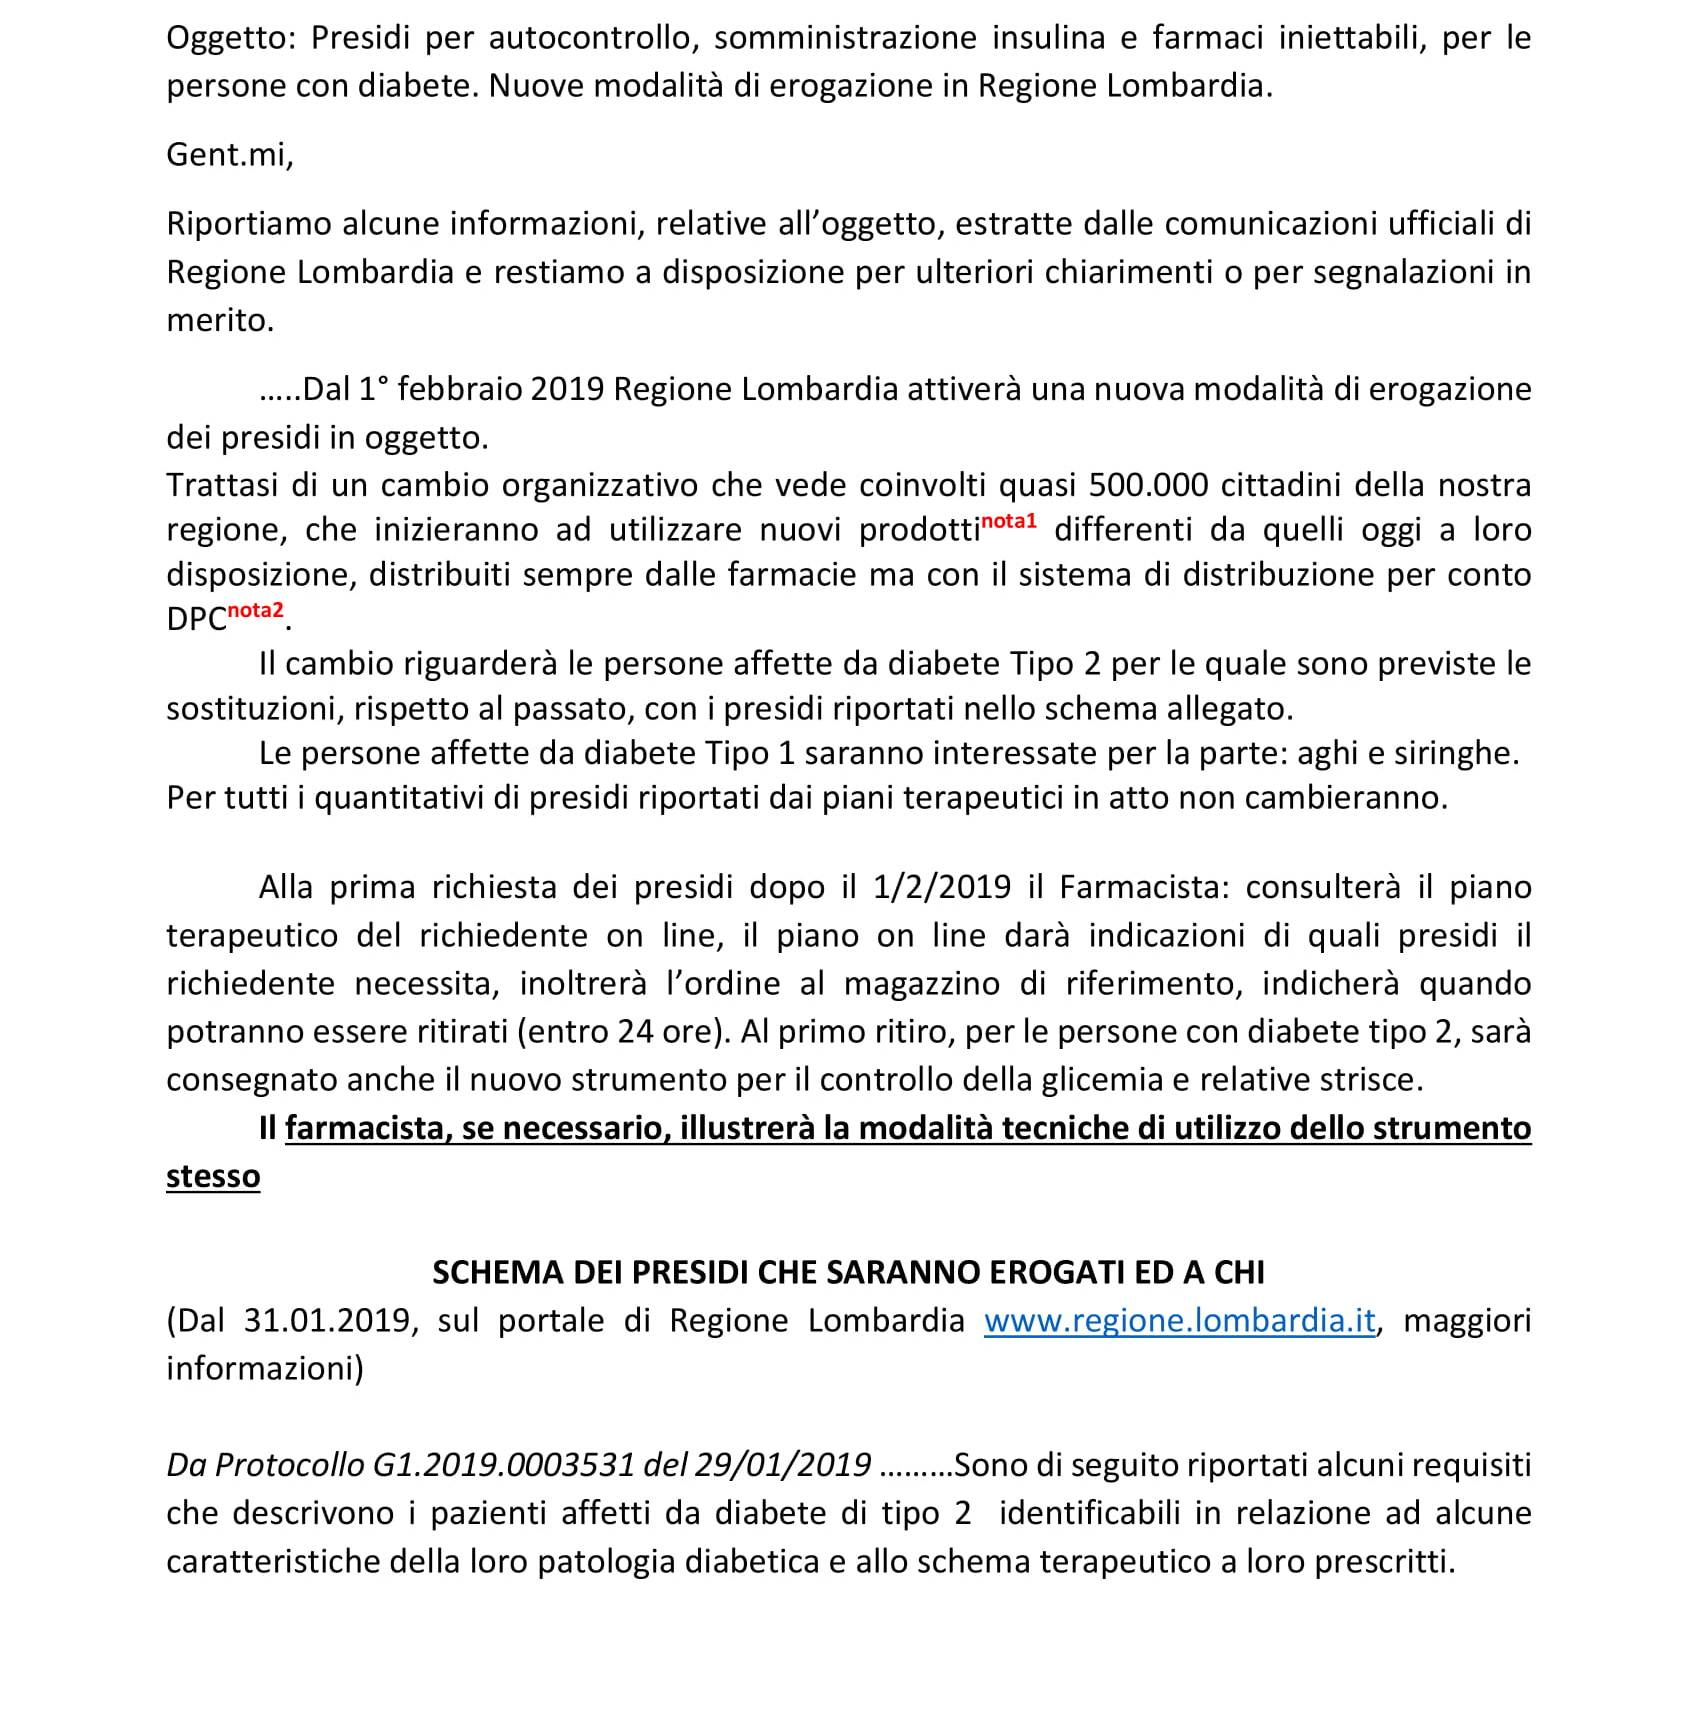 Oggetto: Presidi per autocontrollo, somministrazione insulina e farmaci iniettabili, per le
persone con diabete. Nuove modalità di erogazione in Regione Lombardia.
Gent.mi,
Riportiamo alcune informazioni, relative all’oggetto, estratte dalle comunicazioni ufficiali di
Regione Lombardia e restiamo a disposizione per ulteriori chiarimenti o per segnalazioni in
merito.
…..Dal 1° febbraio 2019 Regione Lombardia attiverà una nuova modalità di erogazione
dei presidi in oggetto.
Trattasi di un cambio organizzativo che vede coinvolti quasi 500.000 cittadini della nostra
regione, che inizieranno ad utilizzare nuovi prodottinota1 differenti da quelli oggi a loro
disposizione, distribuiti sempre dalle farmacie ma con il sistema di distribuzione per conto
DPCnota2.
Il cambio riguarderà le persone affette da diabete Tipo 2 per le quale sono previste le
sostituzioni, rispetto al passato, con i presidi riportati nello schema allegato.
Le persone affette da diabete Tipo 1 saranno interessate per la parte: aghi e siringhe.
Per tutti i quantitativi di presidi riportati dai piani terapeutici in atto non cambieranno.
Alla prima richiesta dei presidi dopo il 1/2/2019 il Farmacista: consulterà il piano
terapeutico del richiedente on line, il piano on line darà indicazioni di quali presidi il
richiedente necessita, inoltrerà l’ordine al magazzino di riferimento, indicherà quando
potranno essere ritirati (entro 24 ore). Al primo ritiro, per le persone con diabete tipo 2, sarà
consegnato anche il nuovo strumento per il controllo della glicemia e relative strisce.
Il farmacista, se necessario, illustrerà la modalità tecniche di utilizzo dello strumento
stesso
SCHEMA DEI PRESIDI CHE SARANNO EROGATI ED A CHI
(Dal 31.01.2019, sul portale di Regione Lombardia www.regione.lombardia.it, maggiori
informazioni)
Da Protocollo G1.2019.0003531 del 29/01/2019 ………Sono di seguito riportati alcuni requisiti
che descrivono i pazienti affetti da diabete di tipo 2 identificabili in relazione ad alcune
caratteristiche della loro patologia diabetica e allo schema terapeutico a loro prescritti.